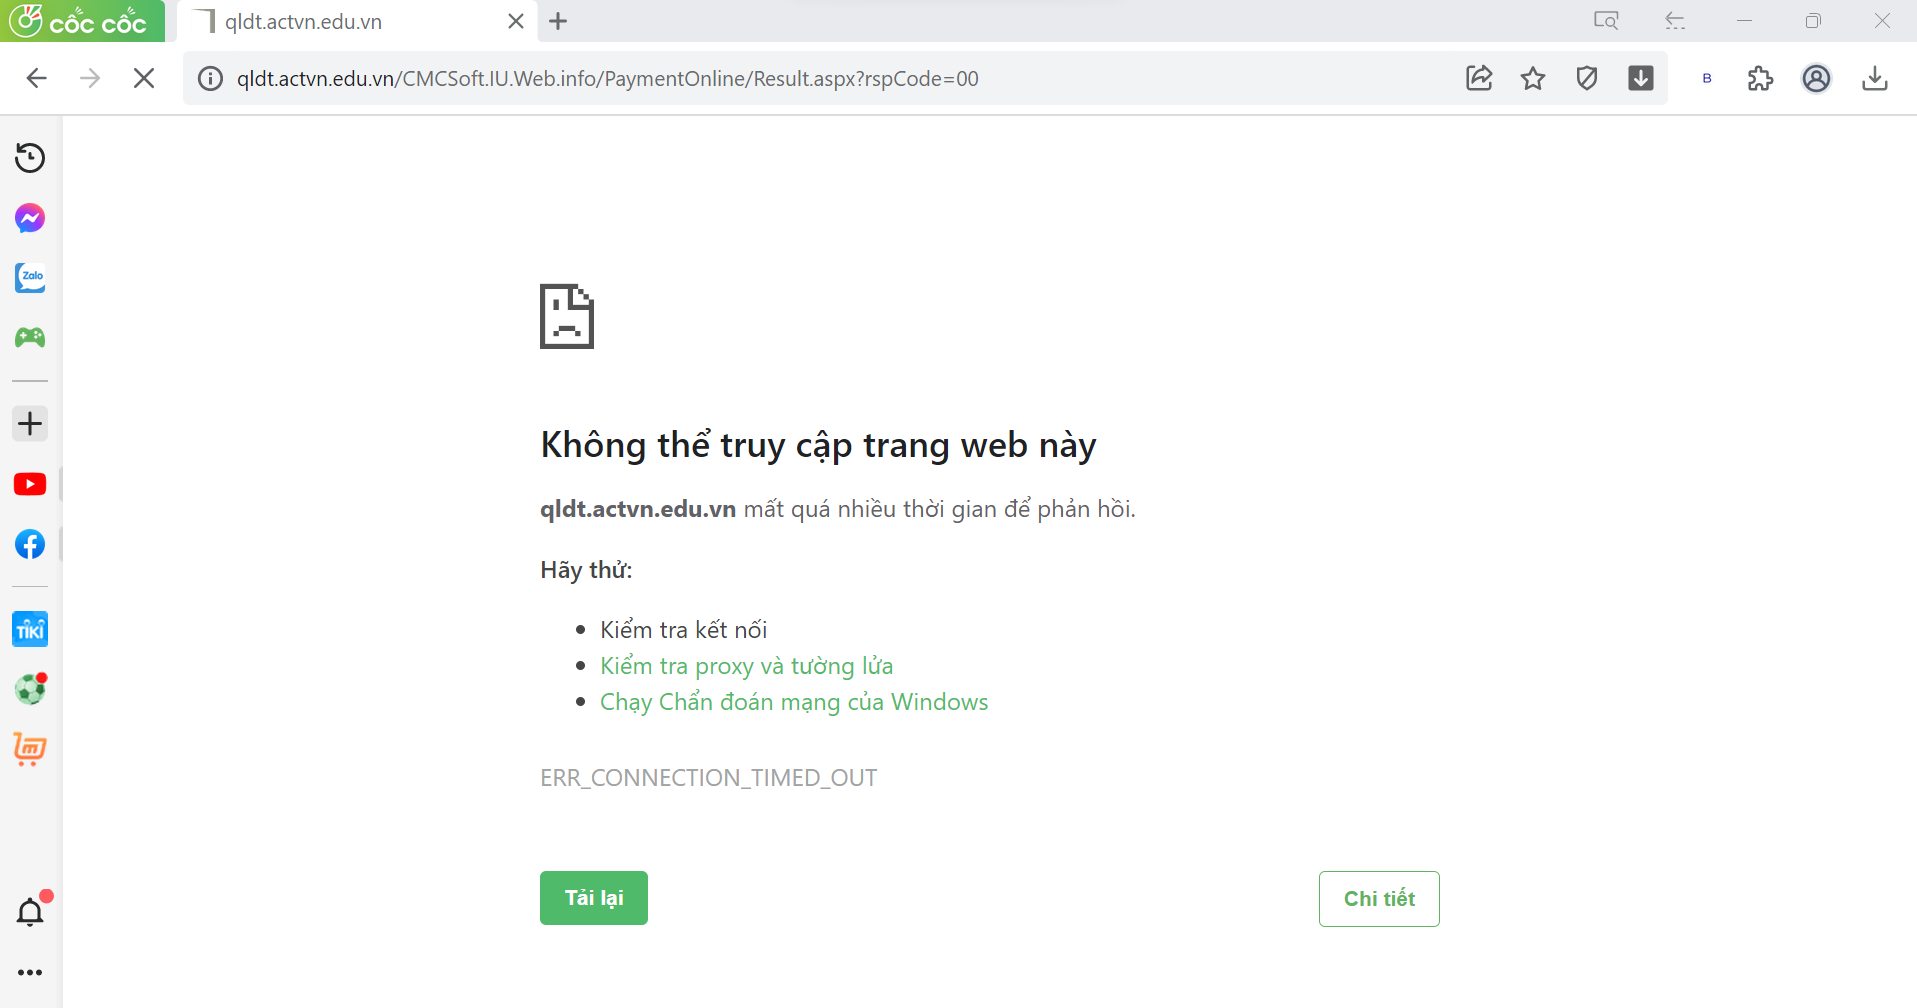 cốc cốc
qldt.actvn.edu.vn
qldt.actvn.edu.vn/CMCSoft.IU.Web.info/PaymentOnline/Result.aspx?rspCode=00
B
Zalo
TIKI
m
Không thể truy cập trang web này
qldt.actvn.edu.vn mất quá nhiều thời gian để phản hồi.
Hãy thử:
Kiểm tra kết nối
Kiểm tra proxy và tường lửa
Chạy Chẩn đoán mạng của Windows
ERR_CONNECTION_TIMED_OUT
Tải lại
Chi tiết